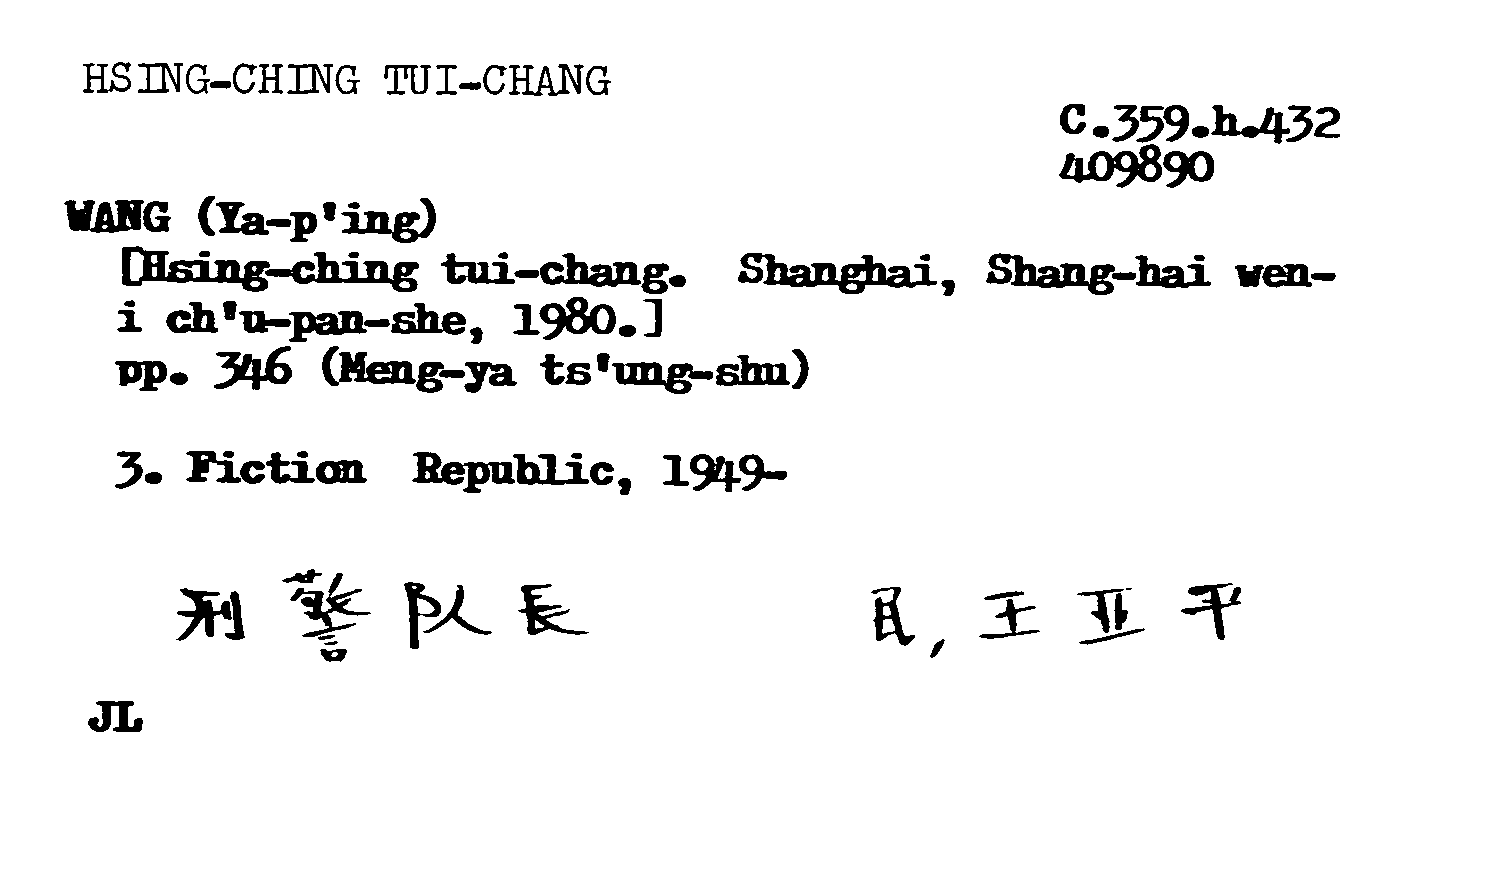 HSING-CHING TUI-CHANG
C.359.h.432
409890
WANG (Ya-p'ing)
[Hsing-ching tui-chang. Shanghai, Shang-hai wen-
i ch'u-pan-she, 1980.]
pp. 346 (Meng-ya ts'ung-shu)
3. Fiction Republic, 1949-
刑警队長 民,王亚平
JL